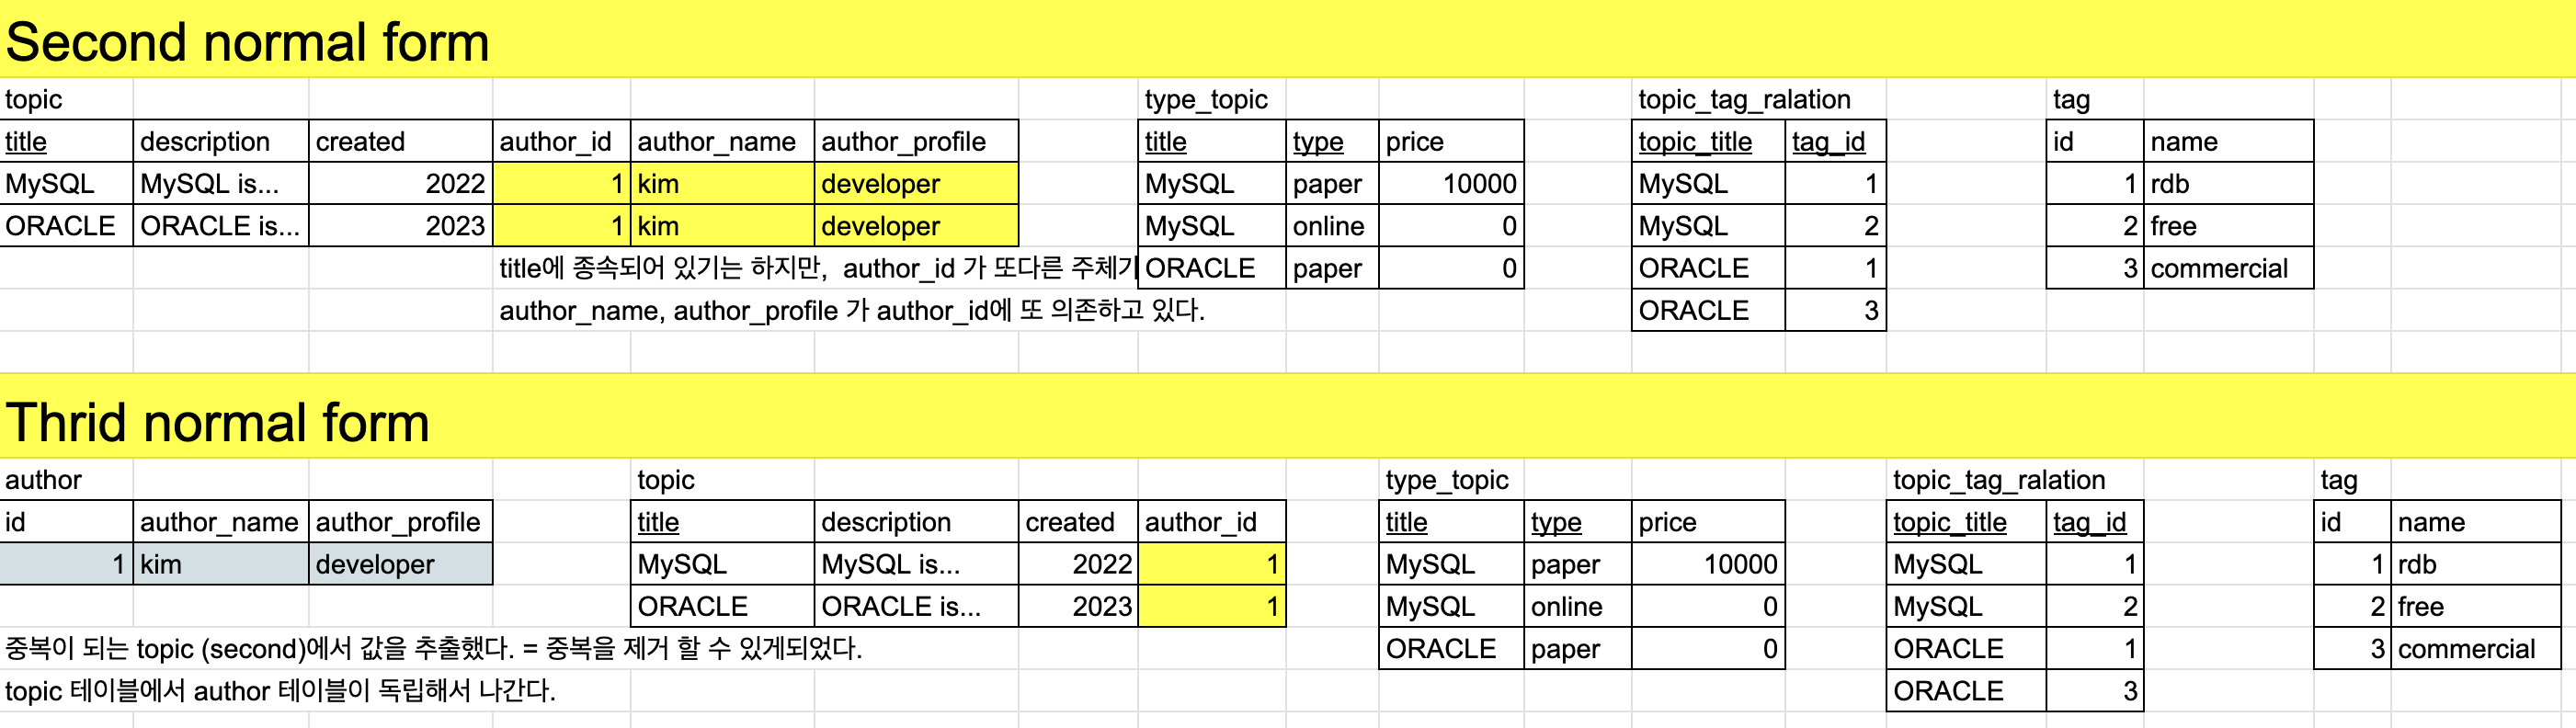 Second normal form
topic type_topic topic_tag_ralation tag
title description created author_id author_name author_profile title type price topic_title tag_id id name
MySQL MySQL is... 2022 1 kim developer MySQL paper 10000 MySQL 1 1 rdb
ORACLE ORACLE is... 2023 1 kim developer MySQL online 0 MySQL 2 2 free
title에 종속되어 있기는 하지만, author_id 가 또다른 주체가 ORACLE paper 0 ORACLE 1 3 commercial
author_name, author_profile 가 author_id에 또 의존하고 있다. ORACLE 3
Thrid normal form
author topic type_topic topic_tag_ralation tag
id author_name author_profile title description created author_id title type price topic_title tag_id id name
1 kim developer MySQL MySQL is... 2022 1 MySQL paper 10000 MySQL 1 1 rdb
ORACLE ORACLE is... 2023 1 MySQL online 0 MySQL 2 2 free
중복이 되는 topic (second)에서 값을 추출했다. = 중복을 제거 할 수 있게되었다. ORACLE paper 0 ORACLE 1 3 commercial
topic 테이블에서 author 테이블이 독립해서 나간다. ORACLE 3